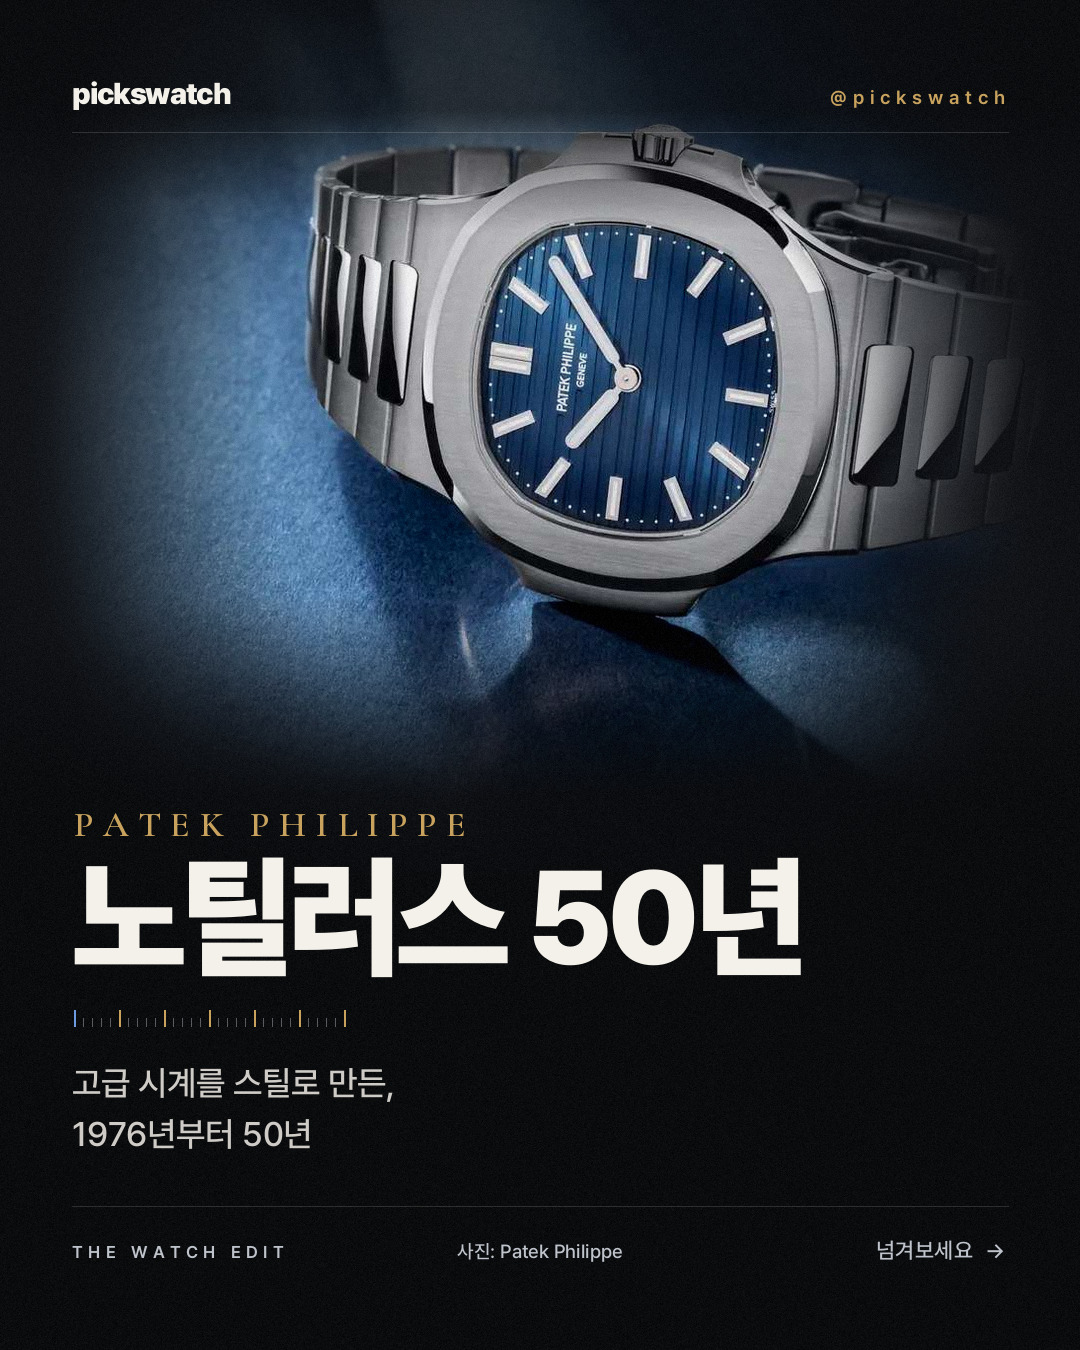 pickswatch
@pickswatch
PATEK PHILIPPE
GENEVE
PATEK PHILIPPE
노틸러스 50년
고급 시계를 스틸로 만든,
1976년부터 50년
THE WATCH EDIT
사진: Patek Philippe
넘겨보세요 →